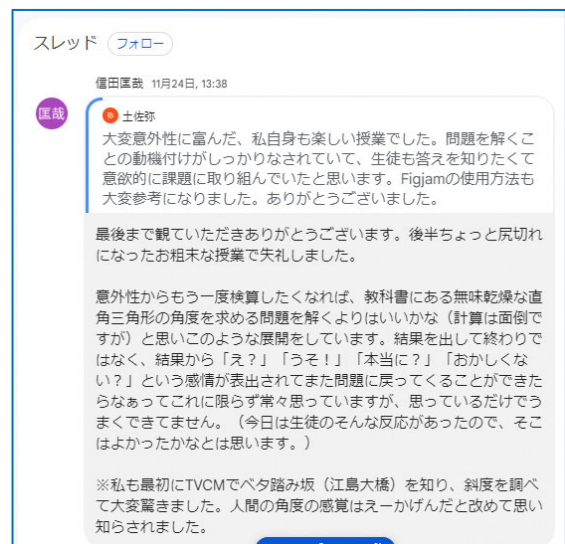 スレッド フォロー
信田匡哉 11月24日, 13:38
匡哉
土佐弥
大変意外性に富んだ、私自身も楽しい授業でした。問題を解くこ
との動機付けがしっかりなされていて、生徒も答えを知りたくて
意欲的に課題に取り組んでいたと思います。Figjamの使用方法も
大変参考になりました。ありがとうございました。
最後まで観ていただきありがとうございます。後半ちょっと尻切れ
になったお粗末な授業で失礼しました。
意外性からもう一度検算したくなれば、教科書にある無味乾燥な直
角三角形の角度を求める問題を解くよりはいいかな（計算は面倒で
すが）と思いこのような展開をしています。結果を出して終わりで
はなく、結果から「え？」「うそ！」「本当に？」「おかしくな
い？」という感情が表出されてまた問題に戻ってくることができた
らなぁってこれに限らず常々思っていますが、思っているだけでう
まくできてません。（今日は生徒のそんな反応があったので、そこ
はよかったかなとは思います。）
※私も最初にTVCMでベタ踏み坂（江島大橋）を知り、斜度を調べ
て大変驚きました。人間の角度の感覚はえーかげんだと改めて思い
知らされました。